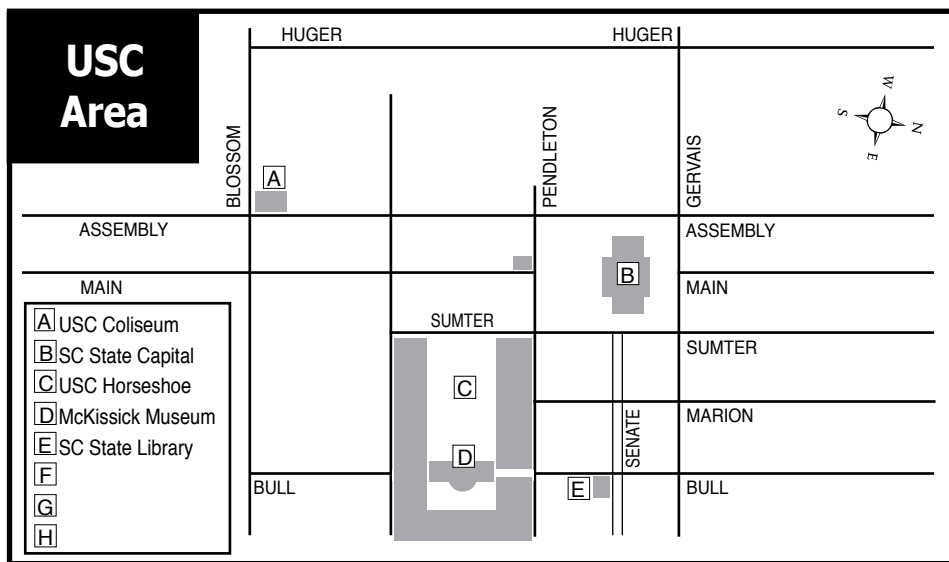 USC
Area
HUGER
HUGER
BLOSSOM
PENDLETON
GERVAIS
W
S
N
E
A
ASSEMBLY
ASSEMBLY
B
MAIN
MAIN
SUMTER
SUMTER
C
MARION
SENATE
D
BULL
E
BULL
A USC Coliseum
B SC State Capital
C USC Horseshoe
D McKissick Museum
E SC State Library
F
G
H